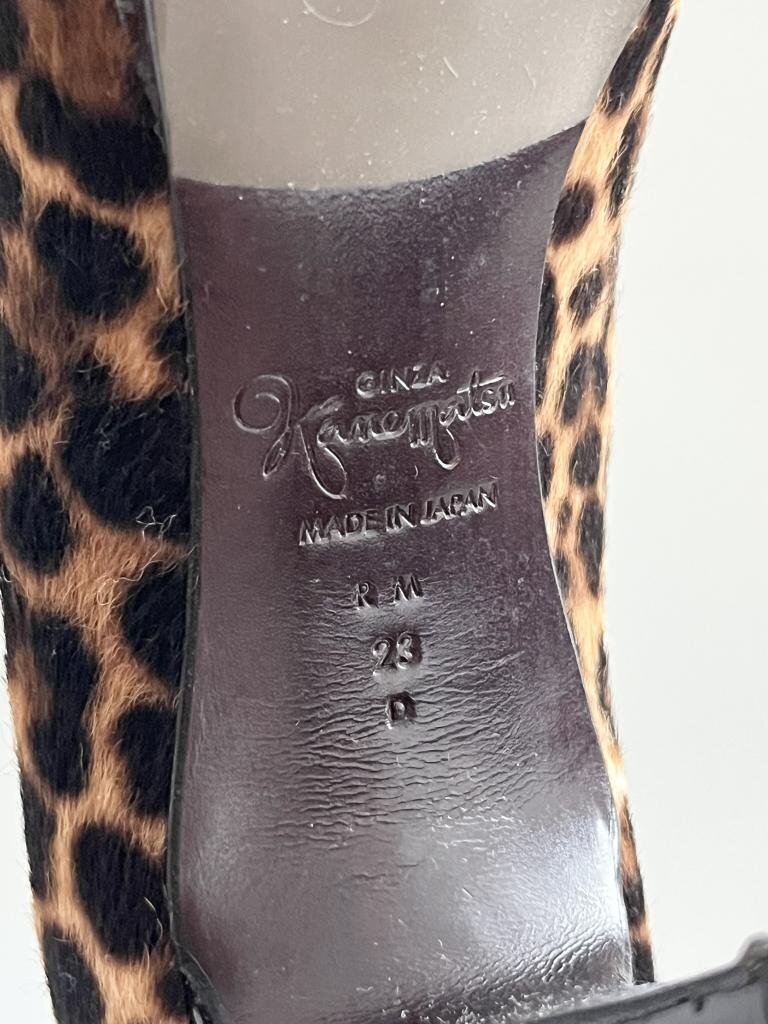 GINZA
Kanematsu
MADE IN JAPAN
R M
23
D